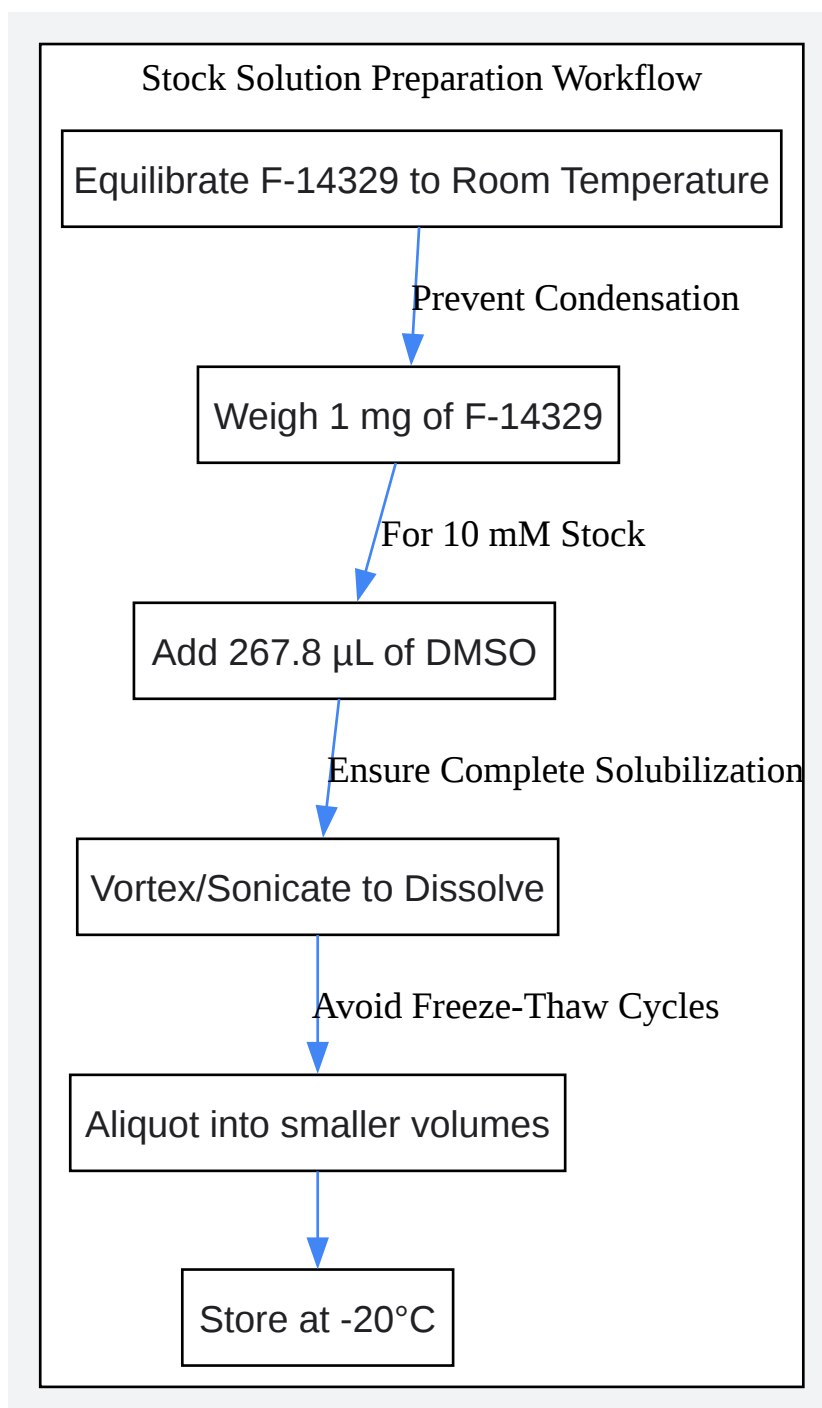 Stock Solution Preparation Workflow
Equilibrate F-14329 to Room Temperature
Prevent Condensation
Weigh 1 mg of F-14329
For 10 mM Stock
Add 267.8 µL of DMSO
Ensure Complete Solubilization
Vortex/Sonicate to Dissolve
Avoid Freeze-Thaw Cycles
Aliquot into smaller volumes
Store at -20°C